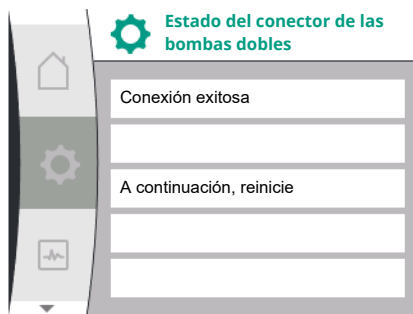 Estado del conector de las
bombas dobles
Conexión exitosa
A continuación, reinicie